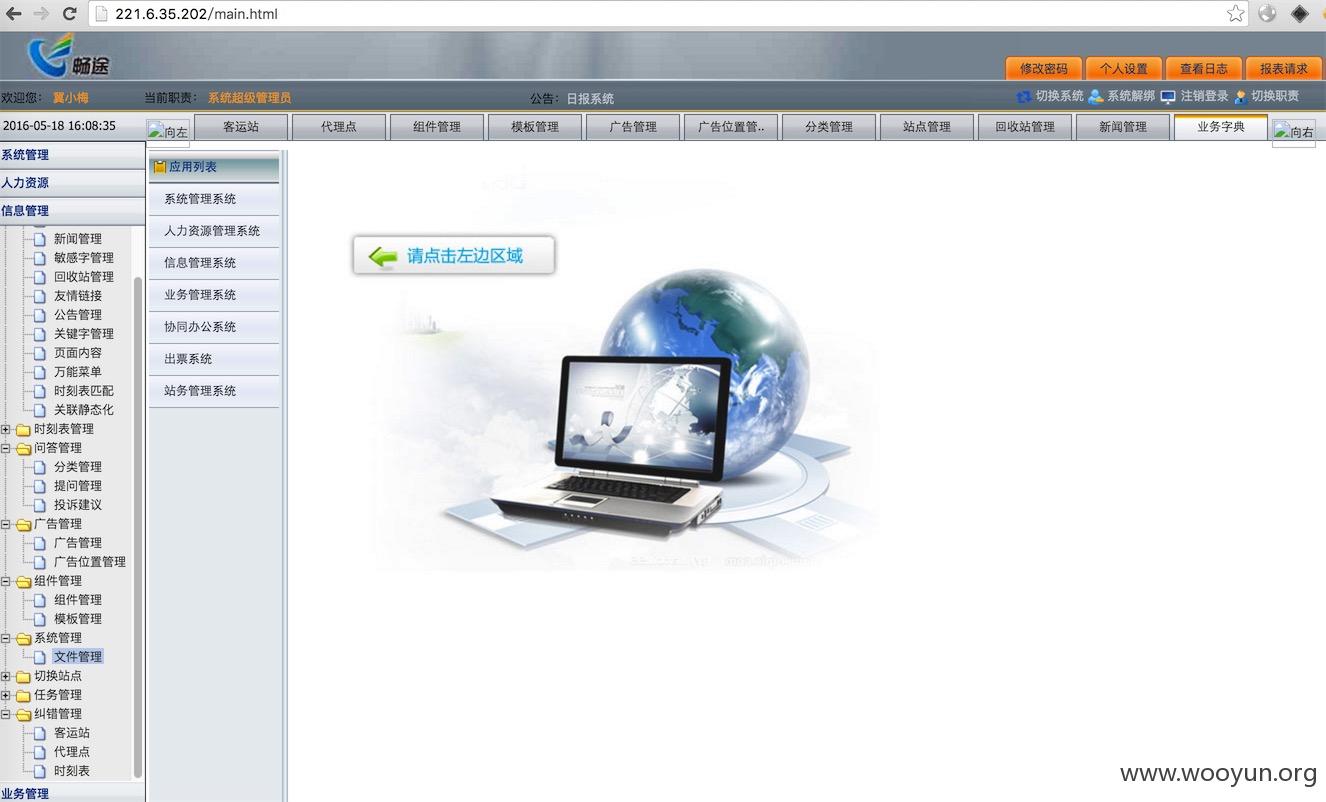 221.6.35.202/main.html
畅途
修改密码 个人设置 查看日志 报表请求
欢迎您： 冀小梅 当前职责： 系统超级管理员 公告： 日报系统 切换系统 系统解绑 注销登录 切换职责
2016-05-18 16:08:35 向左 客运站 代理点 组件管理 模板管理 广告管理 广告位置管.. 分类管理 站点管理 回收站管理 新闻管理 业务字典 向右
系统管理
人力资源
信息管理
新闻管理
敏感字管理
回收站管理
友情链接
公告管理
关键字管理
页面内容
万能菜单
时刻表匹配
关联静态化
时刻表管理
问答管理
分类管理
提问管理
投诉建议
广告管理
广告管理
广告位置管理
组件管理
组件管理
模板管理
系统管理
文件管理
切换站点
任务管理
纠错管理
客运站
代理点
时刻表
业务管理
应用列表
系统管理系统
人力资源管理系统
信息管理系统
业务管理系统
协同办公系统
出票系统
站务管理系统
请点击左边区域
www.wooyun.org